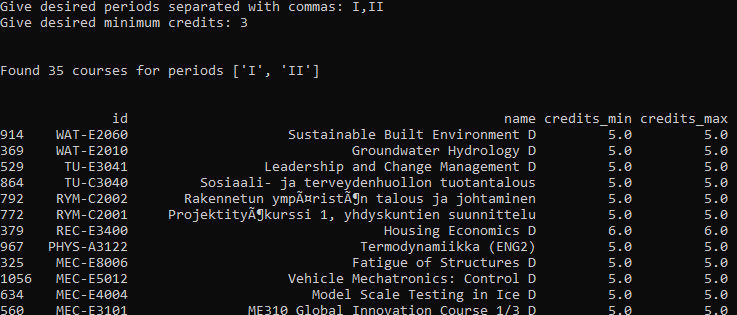 Give desired periods separated with commas: I,II
Give desired minimum credits: 3
Found 35 courses for periods ['I', 'II']
id name credits_min credits_max
914 WAT-E2060 Sustainable Built Environment D 5.0 5.0
369 WAT-E2010 Groundwater Hydrology D 5.0 5.0
529 TU-E3041 Leadership and Change Management D 5.0 5.0
864 TU-C3040 Sosiaali- ja terveydenhuollon tuotantalous 5.0 5.0
792 RYM-C2002 Rakennetun ympÃ¤ristÃ¶n talous ja johtaminen 5.0 5.0
772 RYM-C2001 ProjektityÃ¶kurssi 1, yhdyskuntien suunnittelu 5.0 5.0
379 REC-E3400 Housing Economics D 6.0 6.0
967 PHYS-A3122 Termodynamiikka (ENG2) 5.0 5.0
325 MEC-E8006 Fatigue of Structures D 5.0 5.0
1056 MEC-E5012 Vehicle Mechatronics: Control D 5.0 5.0
634 MEC-E4004 Model Scale Testing in Ice D 5.0 5.0
560 MEC-E3101 ME310 Global Innovation Course 1/3 D 5.0 5.0